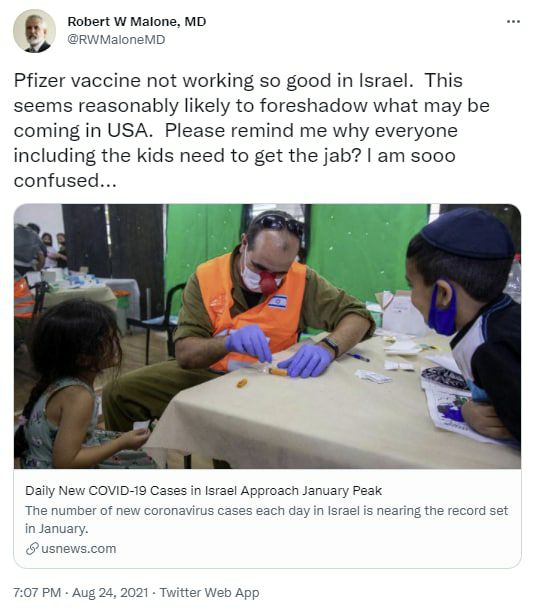 Robert W Malone, MD
@RWMaloneMD
Pfizer vaccine not working so good in Israel. This
seems reasonably likely to foreshadow what may be
coming in USA. Please remind me why everyone
including the kids need to get the jab? I am sooo
confused...
Daily New COVID-19 Cases in Israel Approach January Peak
The number of new coronavirus cases each day in Israel is nearing the record set
in January.
usnews.com
7:07 PM · Aug 24, 2021 · Twitter Web App